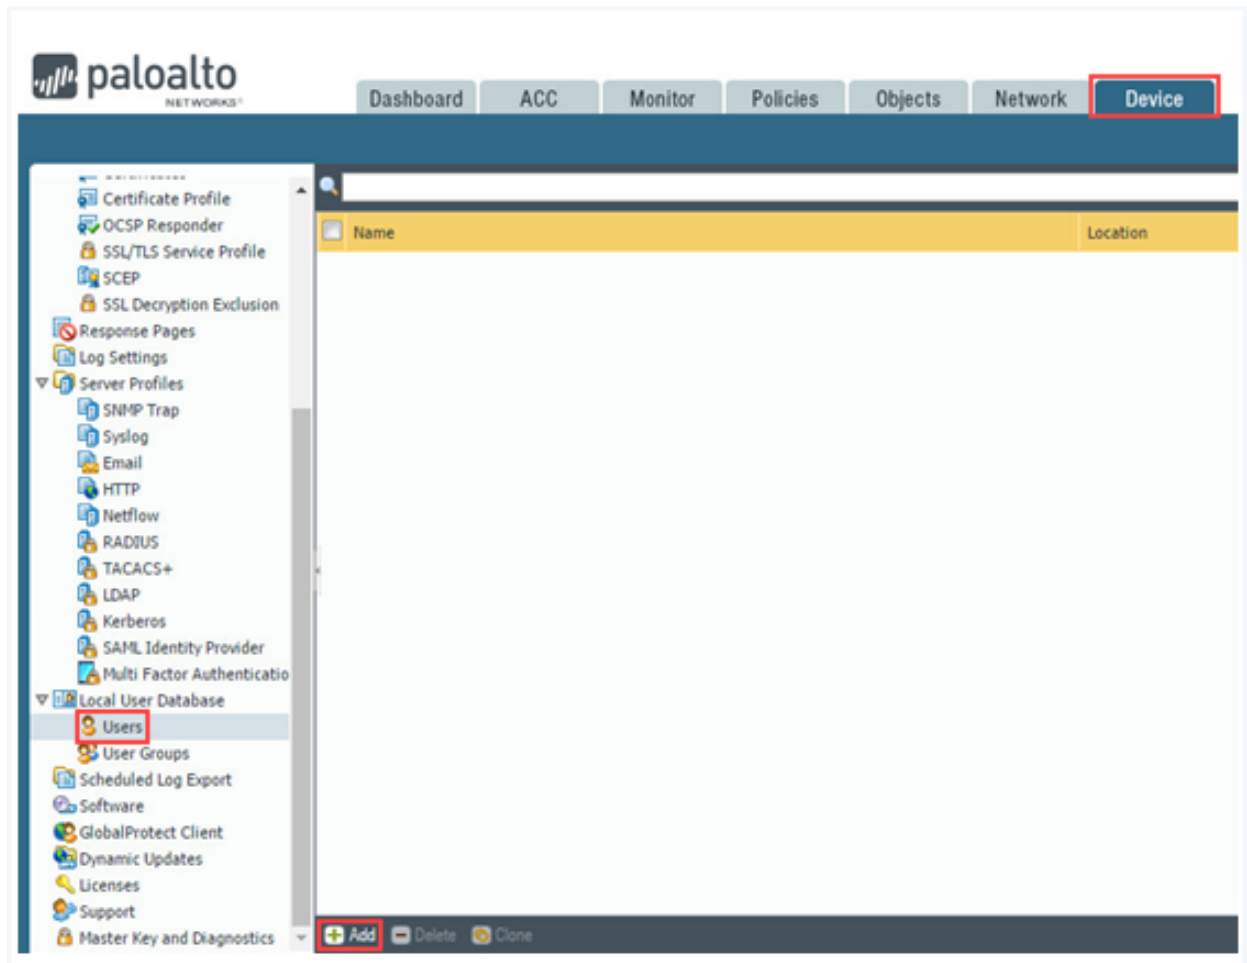 paloalto
NETWORKS®
Dashboard ACC Monitor Policies Objects Network Device
Certificate Profile
OCSP Responder
SSL/TLS Service Profile
SCEP
SSL Decryption Exclusion
Response Pages
Log Settings
Server Profiles
SNMP Trap
Syslog
Email
HTTP
Netflow
RADIUS
TACACS+
LDAP
Kerberos
SAML Identity Provider
Multi Factor Authenticatio
Local User Database
Users
User Groups
Scheduled Log Export
Software
GlobalProtect Client
Dynamic Updates
Licenses
Support
Master Key and Diagnostics
Name Location
Add Delete Clone